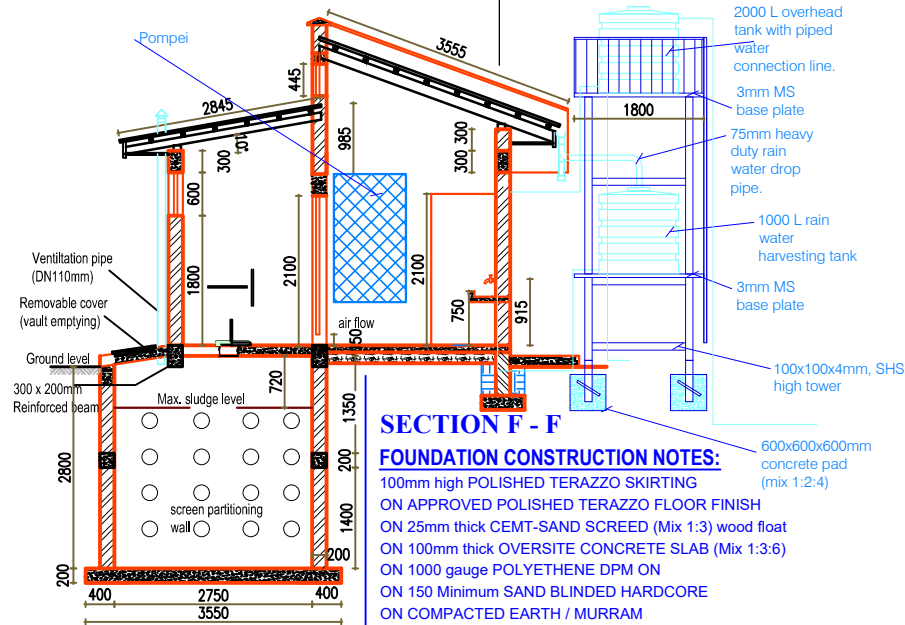 2000 L overhead
tank with piped
water
connection line.
Pompei
3555
445
2845
3mm MS
base plate
1800
985
300
300
101
300
75mm heavy
duty rain
water drop
pipe.
600
1000 L rain
water
harvesting tank
Ventiltation pipe
(DN110mm)
1800
2100
2100
3mm MS
base plate
Removable cover
(vault emptying)
750
915
air flow
50
Ground level
720
100x100x4mm, SHS
high tower
300 x 200mm
Reinforced beam
Max. sludge level
1350
SECTION F - F
600x600x600mm
concrete pad
(mix 1:2:4)
2800
200
FOUNDATION CONSTRUCTION NOTES:
100mm high POLISHED TERAZZO SKIRTING
ON APPROVED POLISHED TERAZZO FLOOR FINISH
ON 25mm thick CEMT-SAND SCREED (Mix 1:3) wood float
ON 100mm thick OVERSITE CONCRETE SLAB (Mix 1:3:6)
ON 1000 gauge POLYETHENE DPM ON
ON 150 Minimum SAND BLINDED HARDCORE
ON COMPACTED EARTH / MURRAM
screen partitioning
wall
1400
200
200
400
2750
400
3550